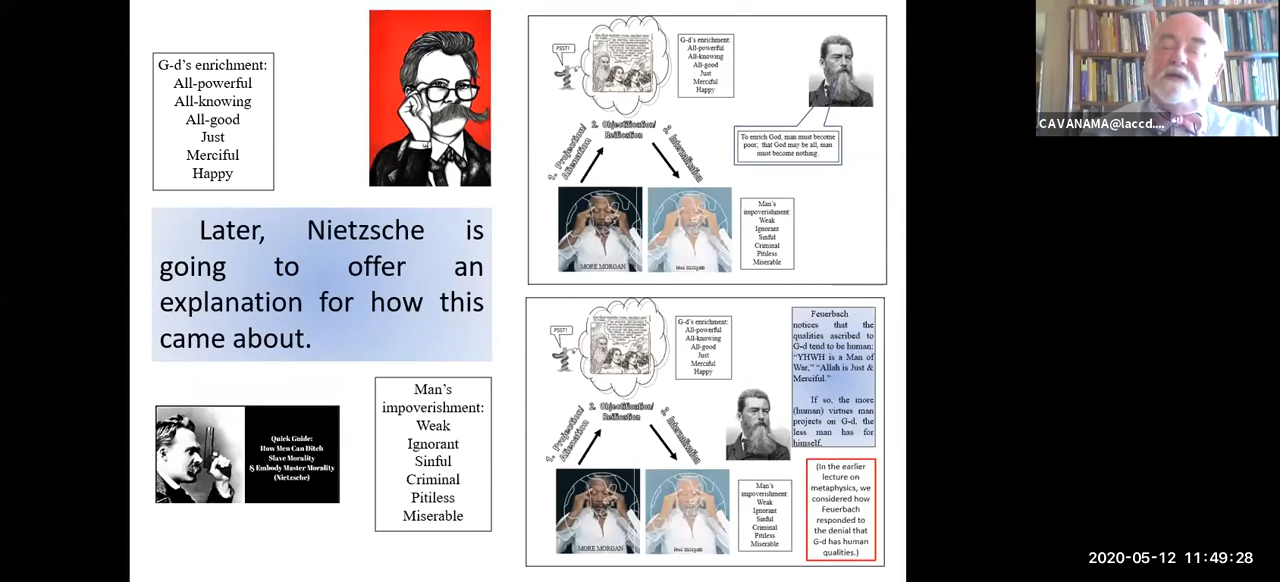 G-d's enrichment:
All-powerful
All-knowing
All-good
Just
Merciful
Happy
Later, Nietzsche is
going to offer an
explanation for how this
came about.
Quick Guide:
How Men Can Ditch
Slave Morality
& Embody Master Morality
(Nietzsche)
Man's
impoverishment:
Weak
Ignorant
Sinful
Criminal
Pitiless
Miserable
PSST!
G-d's enrichment:
All-powerful
All-knowing
All-good
Just
Merciful
Happy
1. Projection/
Alienation
2. Objectification/
Reification
To enrich God, man must become
poor; that God may be all, man
must become nothing.
Man's
impoverishment:
Weak
Ignorant
Sinful
Criminal
Pitiless
Miserable
MORE MORGAN
less morgan
PSST!
G-d's enrichment:
All-powerful
All-knowing
All-good
Just
Merciful
Happy
1. Projection/
Alienation
2. Objectification/
Reification
Feuerbach
notices that the
qualities ascribed to
G-d tend to be human:
“YHWH is a Man of
War,” “Allah is Just &
Merciful.”
If so, the more
(human) virtues man
projects on G-d, the
less man has for
himself.
Man's
impoverishment:
Weak
Ignorant
Sinful
Criminal
Pitiless
Miserable
MORE MORGAN
less morgan
(In the earlier
lecture on
metaphysics, we
considered how
Feuerbach
responded to
the denial that
G-d has human
qualities.)
CAVANAMA@laccd....
2020-05-12 11:49:28